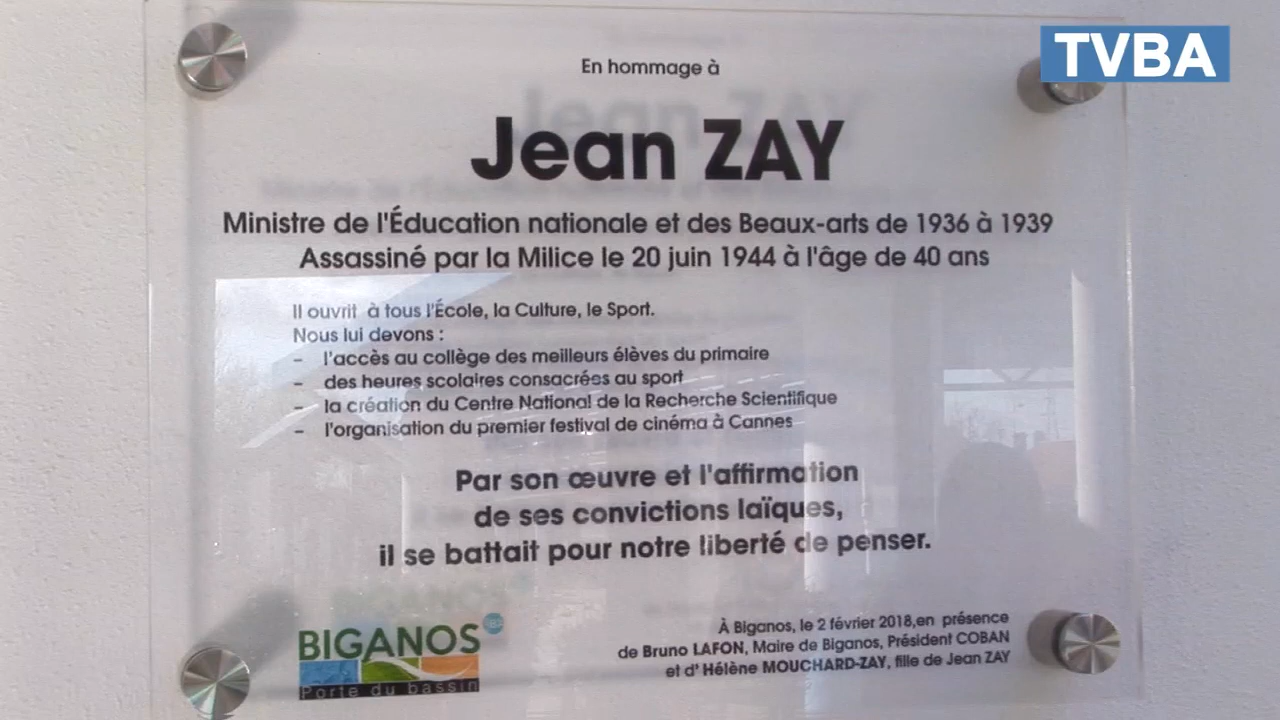 TVBA
En hommage à
Jean ZAY
Ministre de l'Éducation nationale et des Beaux-arts de 1936 à 1939
Assassiné par la Milice le 20 juin 1944 à l'âge de 40 ans
Il ouvrit à tous l'École, la Culture, le Sport.
Nous lui devons :
- l'accès au collège des meilleurs élèves du primaire
- des heures scolaires consacrées au sport
- la création du Centre National de la Recherche Scientifique
- l'organisation du premier festival de cinéma à Cannes
Par son œuvre et l'affirmation
de ses convictions laïques,
il se battait pour notre liberté de penser.
BIGANOS
Porte du bassin
À Biganos, le 2 février 2018,en présence
de Bruno LAFON, Maire de Biganos, Président COBAN
et d' Hélène MOUCHARD-ZAY, fille de Jean ZAY